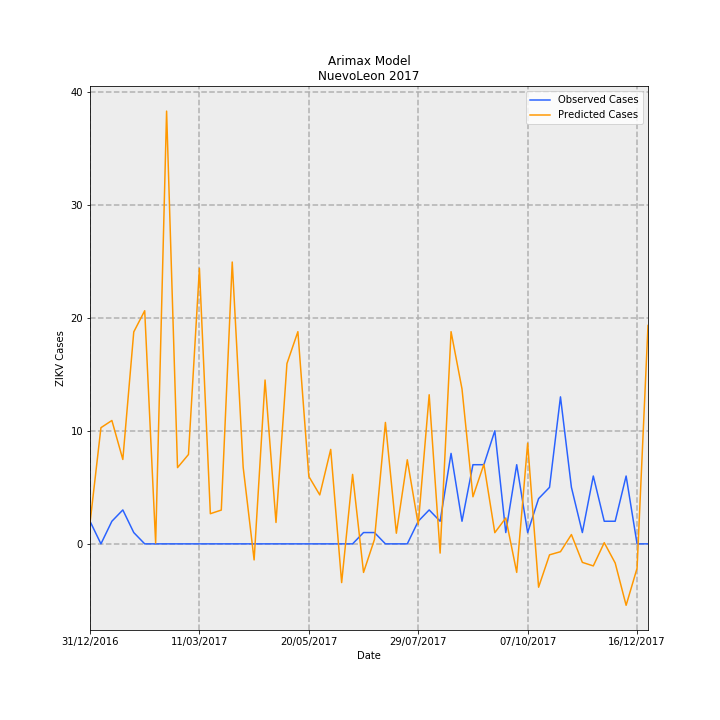 Arimax Model
NuevoLeon 2017
Observed Cases
Predicted Cases
40
30
20
10
0
ZIKV Cases
31/12/2016 11/03/2017 20/05/2017 29/07/2017 07/10/2017 16/12/2017
Date